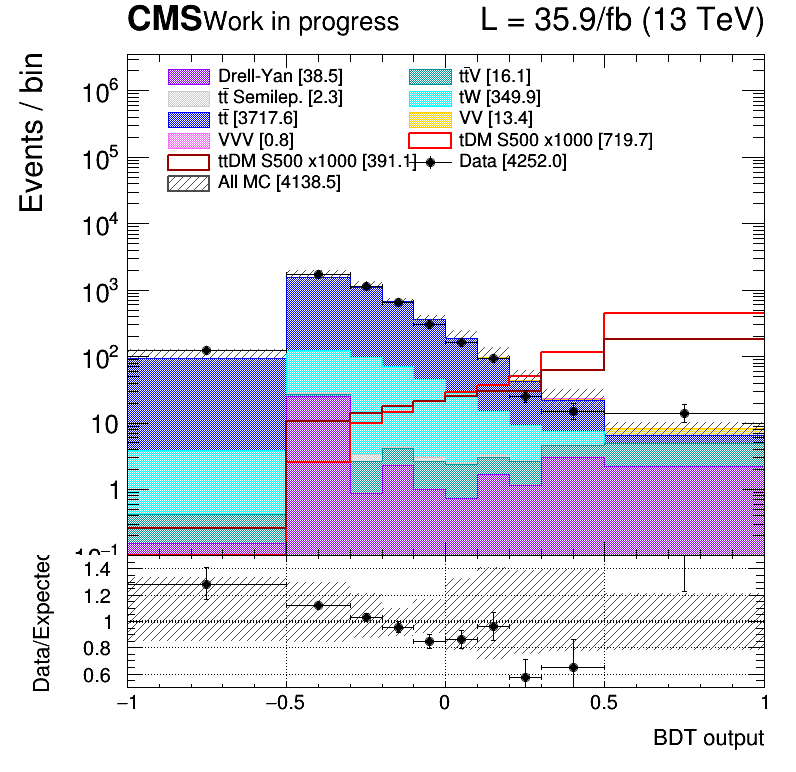 CMS Work in progress L = 35.9/fb (13 TeV)
Events / bin
Drell-Yan [38.5] tt̄V [16.1]
tt̄ Semilep. [2.3] tW [349.9]
tt̄ [3717.6] VV [13.4]
VVV [0.8] tDM S500 x1000 [719.7]
ttDM S500 x1000 [391.1] Data [4252.0]
All MC [4138.5]
10⁶
10⁵
10⁴
10³
10²
10
1
10⁻¹
Data/Expected
1.4
1.2
1
0.8
0.6
−1 −0.5 0 0.5 1
BDT output